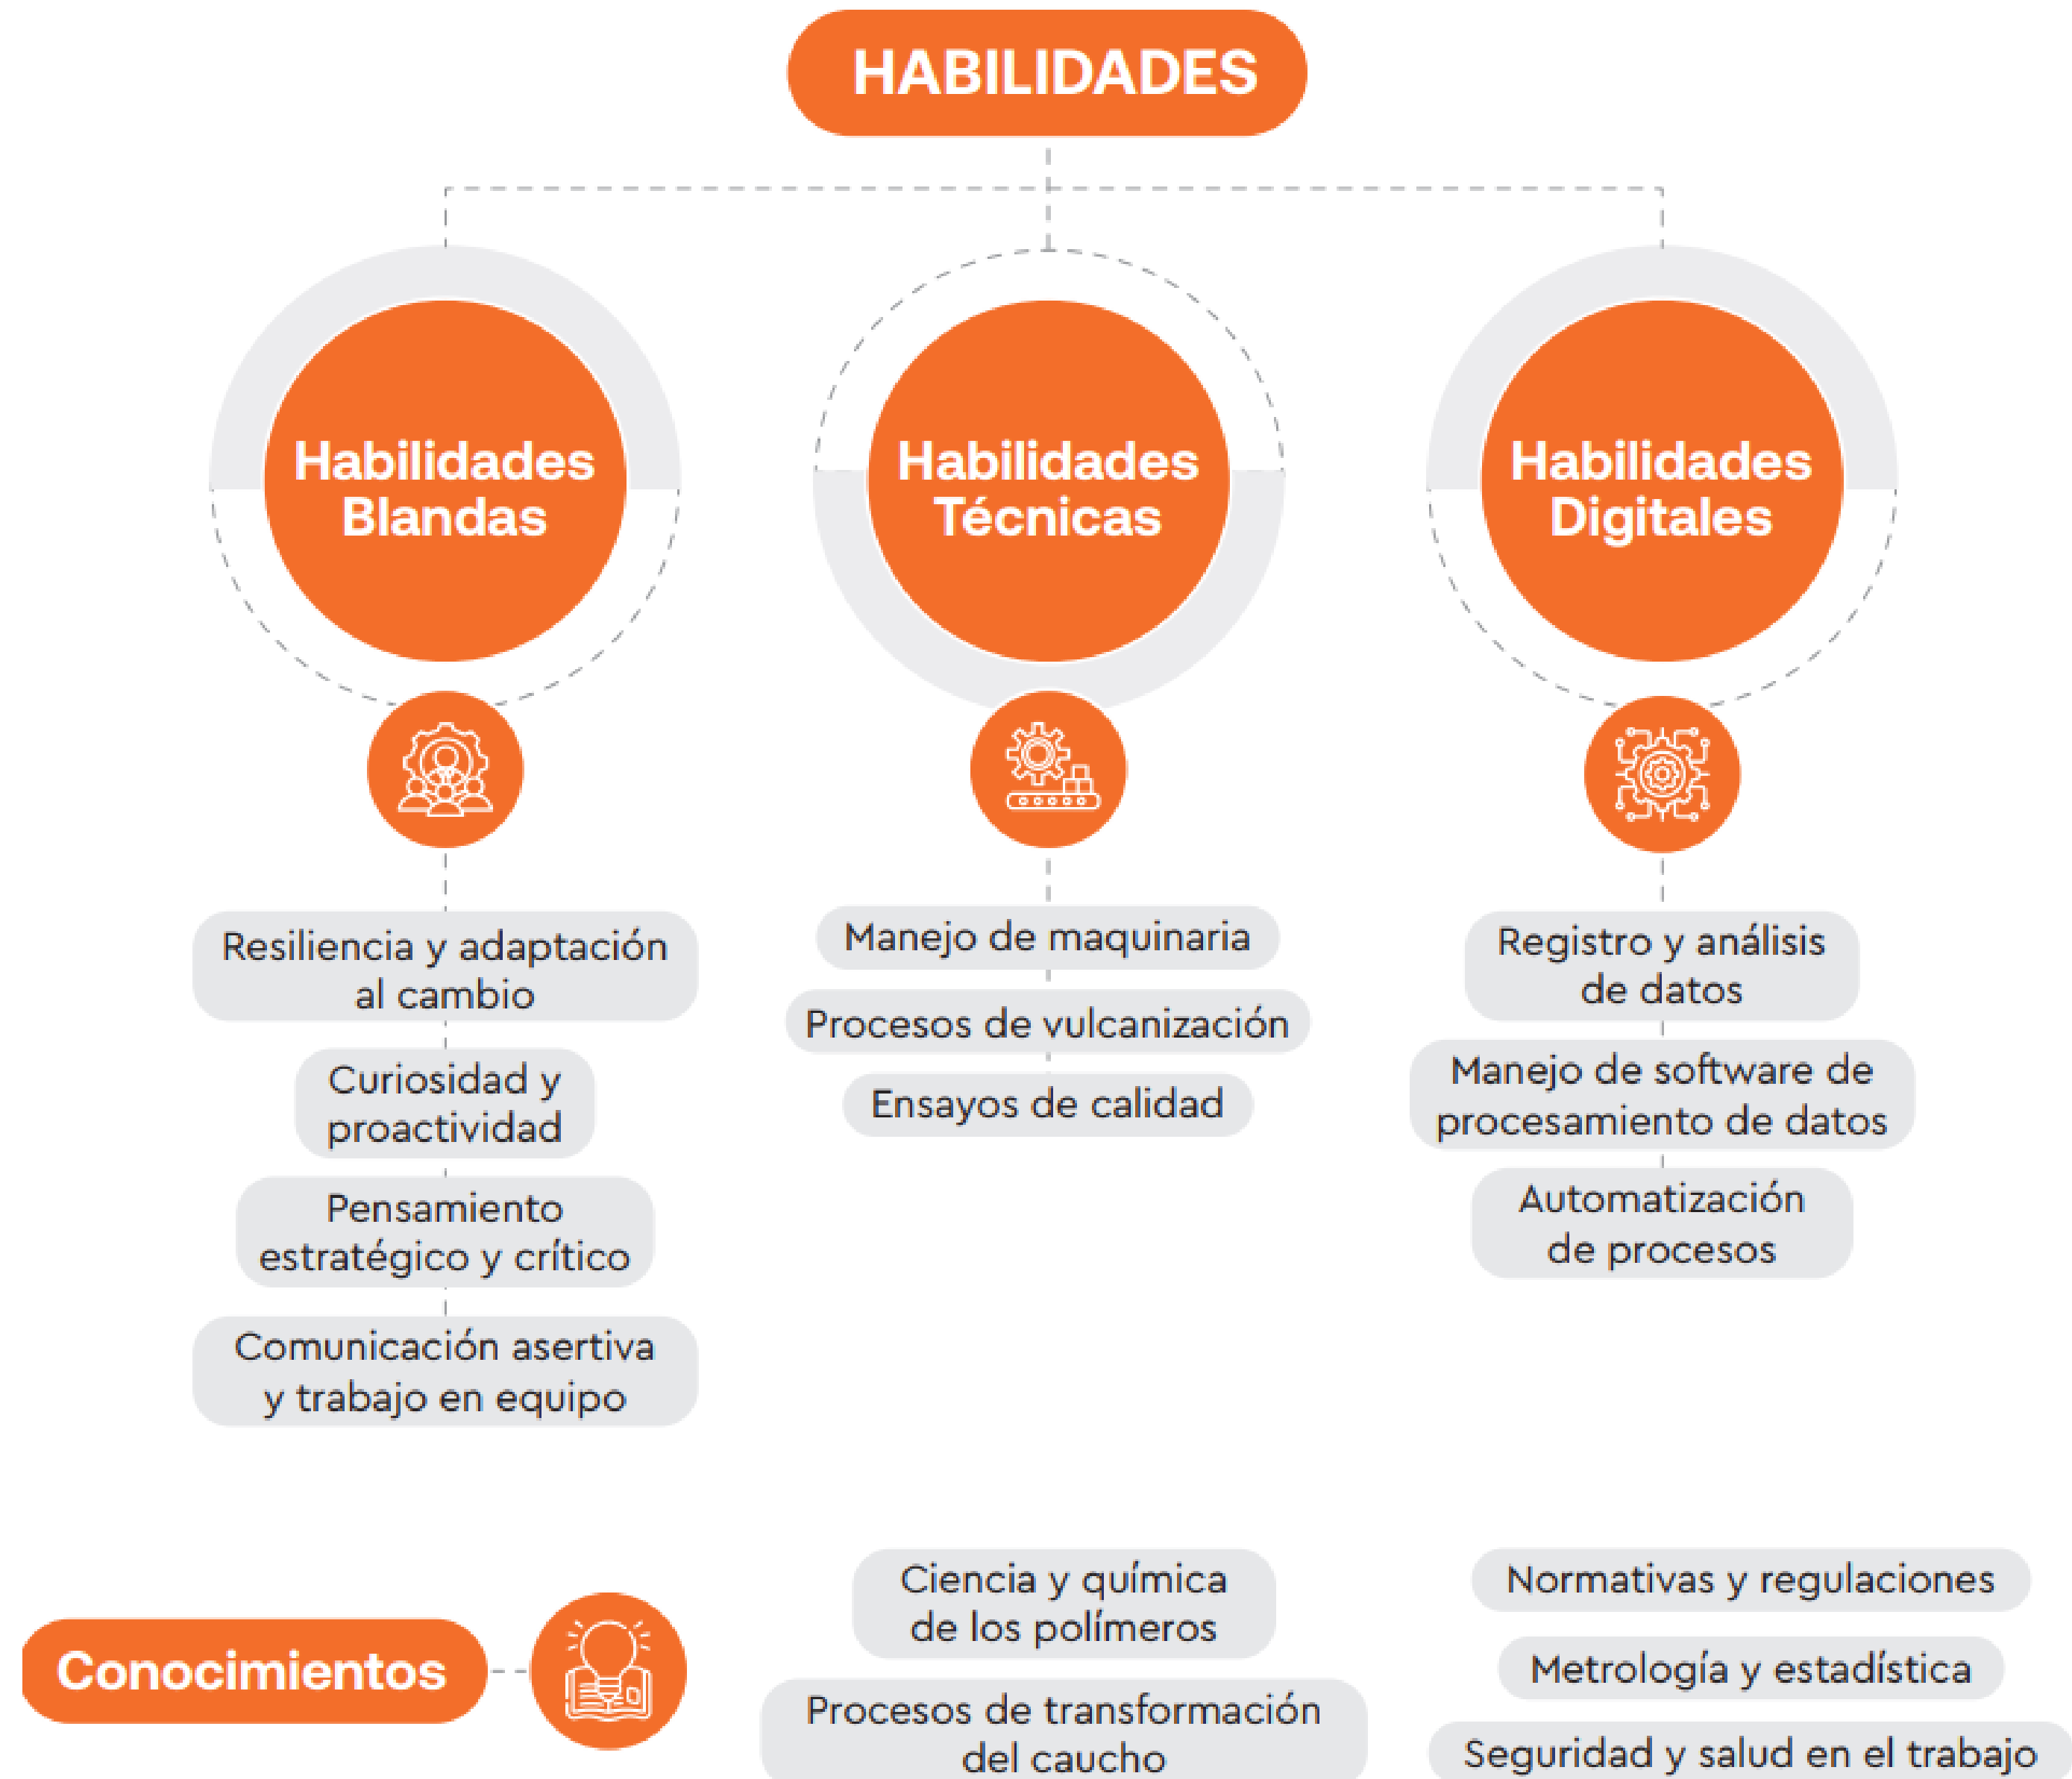 HABILIDADES
Habilidades
Blandas
Habilidades
Técnicas
Habilidades
Digitales
Resiliencia y adaptación
al cambio
Curiosidad y
proactividad
Pensamiento
estratégico y crítico
Comunicación asertiva
y trabajo en equipo
Manejo de maquinaria
Procesos de vulcanización
Ensayos de calidad
Registro y análisis
de datos
Manejo de software de
procesamiento de datos
Automatización
de procesos
Conocimientos
Ciencia y química
de los polímeros
Procesos de transformación
del caucho
Normativas y regulaciones
Metrología y estadística
Seguridad y salud en el trabajo